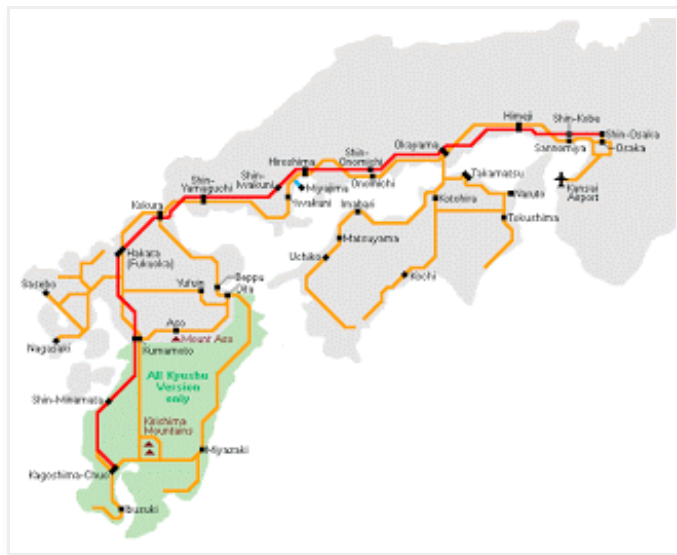 Himeji
Shin-Kobe
Shin-Osaka
Osaka
Sannomiya
Okayama
Kansai
Airport
Shin-
Onomichi
Onomichi
Hiroshima
Takamatsu
Shin-
Iwakuni
Miyajima
Shin-
Yamaguchi
Iwakuni
Naruto
Imabari
Kotohira
Kokura
Tokushima
Matsuyama
Hakata
(Fukuoka)
Uchiko
Kochi
Beppu
Oita
Yufuin
Sasebo
Aso
Mount Aso
Nagasaki
Kumamoto
All Kyushu
Version
only
Shin-Minamata
Kirishima
Mountains
Miyazaki
Kagoshima-Chuo
Ibusuki